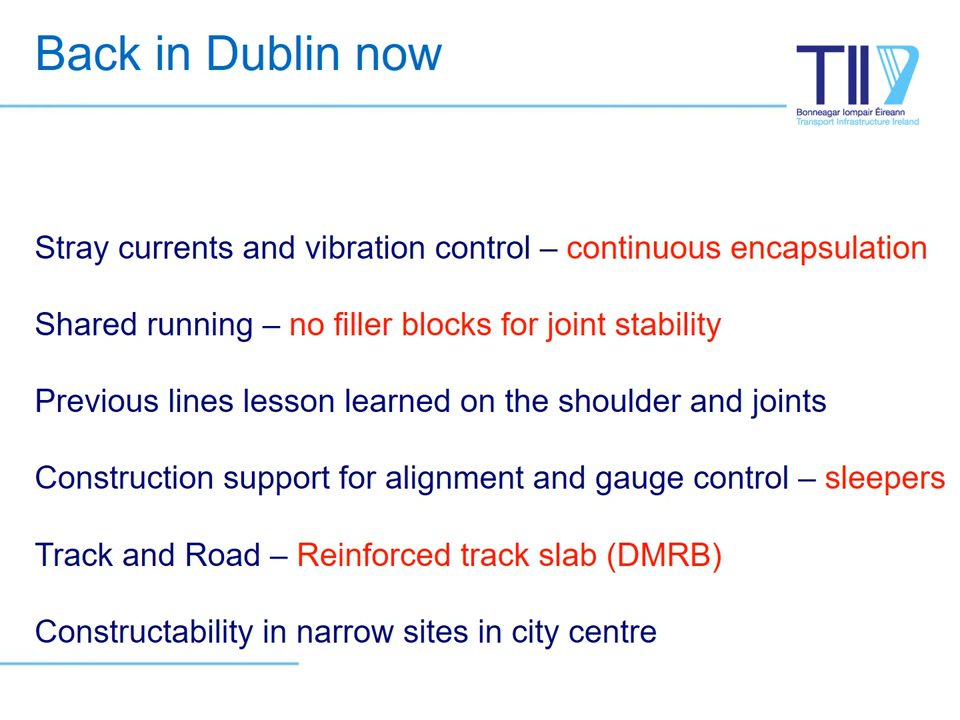 Back in Dublin now
TII
Bonneagar Iompair Éireann
Transport Infrastructure Ireland
Stray currents and vibration control – continuous encapsulation
Shared running – no filler blocks for joint stability
Previous lines lesson learned on the shoulder and joints
Construction support for alignment and gauge control – sleepers
Track and Road – Reinforced track slab (DMRB)
Constructability in narrow sites in city centre